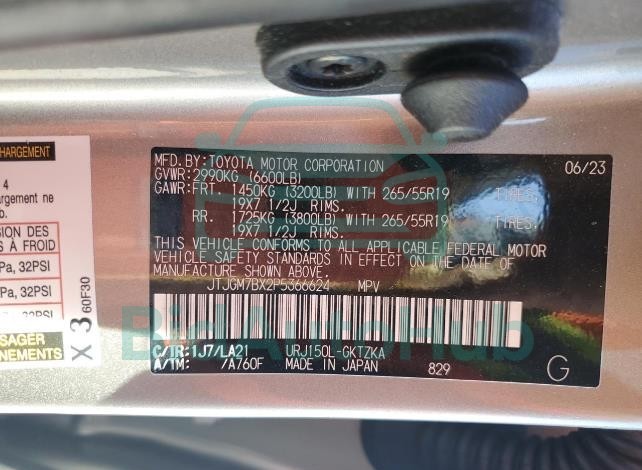 HARGEMENT
4
argement ne
b.
SION DES
S À FROID
Pa, 32PSI
Pa, 32PSI
32PSI
SAGER
NEMENTS
X 3 60F30
MFD.BY:TOYOTA MOTOR CORPORATION 06/23
GVWR:2990KG (6600LB)
GAWR:FRT. 1450KG (3200LB) WITH 265/55R19 TIRES,
19X7 1/2J RIMS.
RR. 1725KG (3800LB) WITH 265/55R19 TIRES,
19X7 1/2J RIMS.
THIS VEHICLE CONFORMS TO ALL APPLICABLE FEDERAL MOTOR
VEHICLE SAFETY STANDARDS IN EFFECT ON THE DATE OF
MANUFACTURE SHOWN ABOVE.
JTJGM7BX2P5366624 MPV
BidAutoHub
C/TR:1J7/LA21 URJ150L-GKTZKA
A/TM: /A760F MADE IN JAPAN 829 G